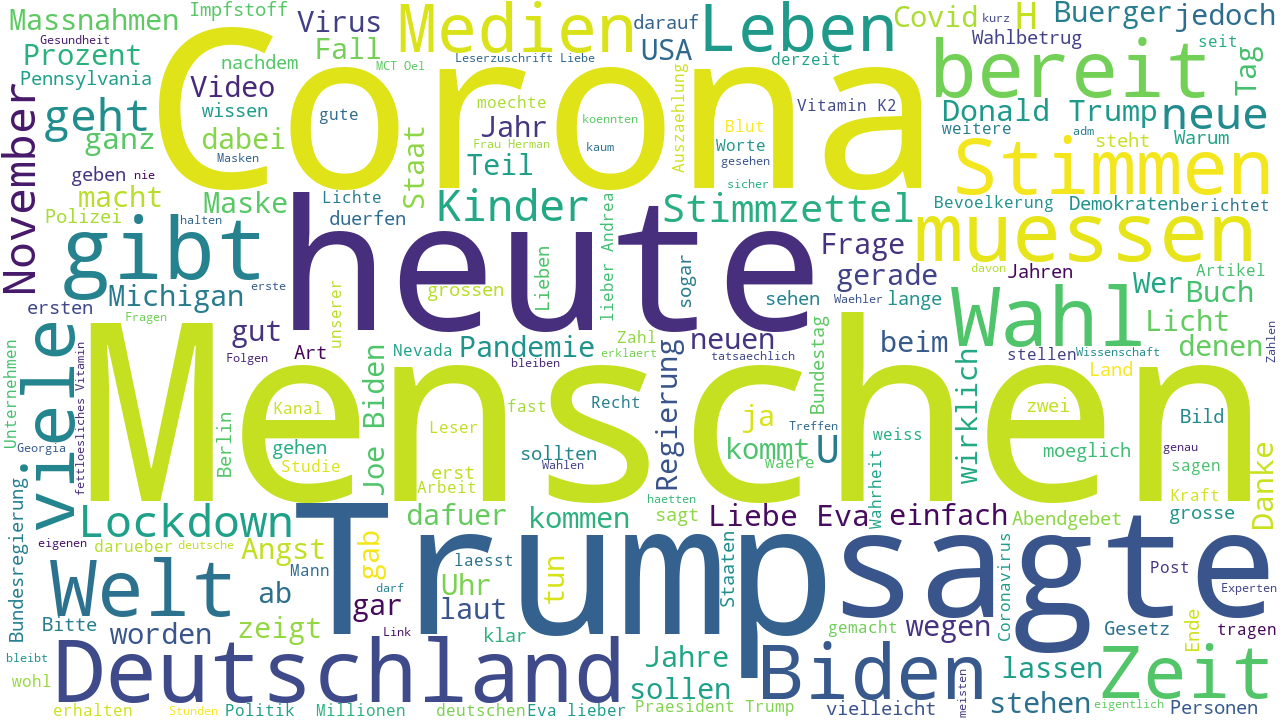 Massnahmen
Impfstoff
Virus
Medien
darauf
Leben
Covid
kurz
H
Buerger
jedoch
Gesundheit
Prozent
nachdem
Fall
MCT Oel
Leserzuschrift Liebe
USA
derzeit
Wahlbetrug
seit
Pennsylvania
Video
Corona
bereit
Tag
November
geht
wissen
gute
moechte
koennten
Auszaehlung
Vitamin K2
Donald Trump
neue
ganz
dabei
Staat
Jahr
Blut
weitere
adm
Masken
Frau Herman
kaum
Worte
steht
Warum
geben
nie
Teil
gesehen
Stimmen
macht
Maske
Lichte
Kinder
sicher
Polizei
halten
duerfen
Stimmzettel
Bevoelkerung
Demokraten
berichtet
gibt
heute
lieber Andrea
Frage
muessen
Lieben
sogar
gerade
davon
Jahren
Wer
Artikel
Michigan
erste
grossen
sehen
Waehler
lange
Buch
ersten
Fragen
unserer
Wahl
Licht
viele
gut
Zahl
neuen
Bundestag
beim
denen
Zahlen
Unternehmen
Folgen
Art
Nevada
Pandemie
erklaert
tatsaechlich
stellen
Wissenschaft
bleiben
Regierung
Treffen
wirklich
Land
fettloesliches Vitamin
Menschen
Joe Biden
Kanal
fast
Recht
ja
zwei
Bild
Berlin
Leser
Georgia
gehen
sollten
kommt
U
weiss
moeglich
genau
Studie
erst
Wahlen
waere
Wahrheit
sagen
Danke
Bundesregierung.
Arbeit
haetten
Kraft
Lockdown
dafuer
kommen
sagt
Liebe Eva
einfach
Abendgebet
grosse
eigenen
darueber
deutsche
Angst
gab
Trump
sagte
Welt
Mann
laesst
tun
Staaten
Coronavirus
Post
Experten
ab
darf
Uhr
Bitte
gar
laut
worden
zeigt
Link
klar
gemacht
wegen
Gesetz
Ende
tragen
bleibt
Deutschland
Jahre
Biden
lassen
Zeit
wohl
sollen
meisten
stehen
eigentlich
Personen
erhalten
Stunden
Politik
Millionen
deutschen
Eva lieber
Praesident Trump
vielleicht